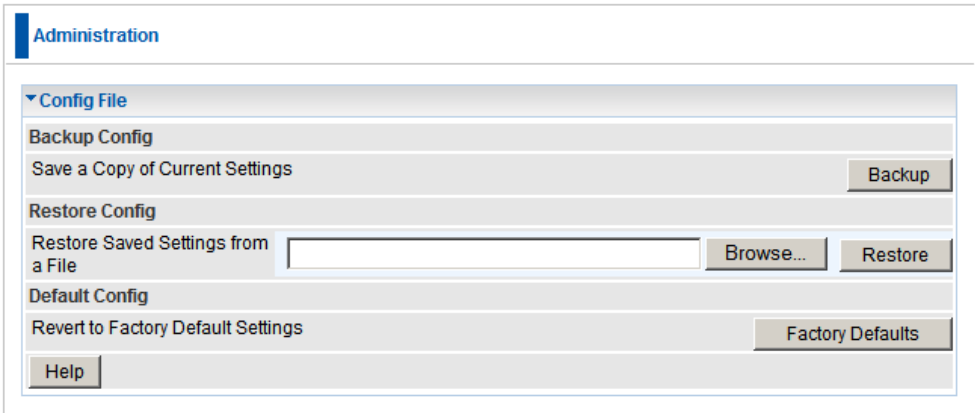 Administration
Config File
Backup Config
Save a Copy of Current Settings
Backup
Restore Config
Restore Saved Settings from
a File
Browse...
Restore
Default Config
Revert to Factory Default Settings
Factory Defaults
Help